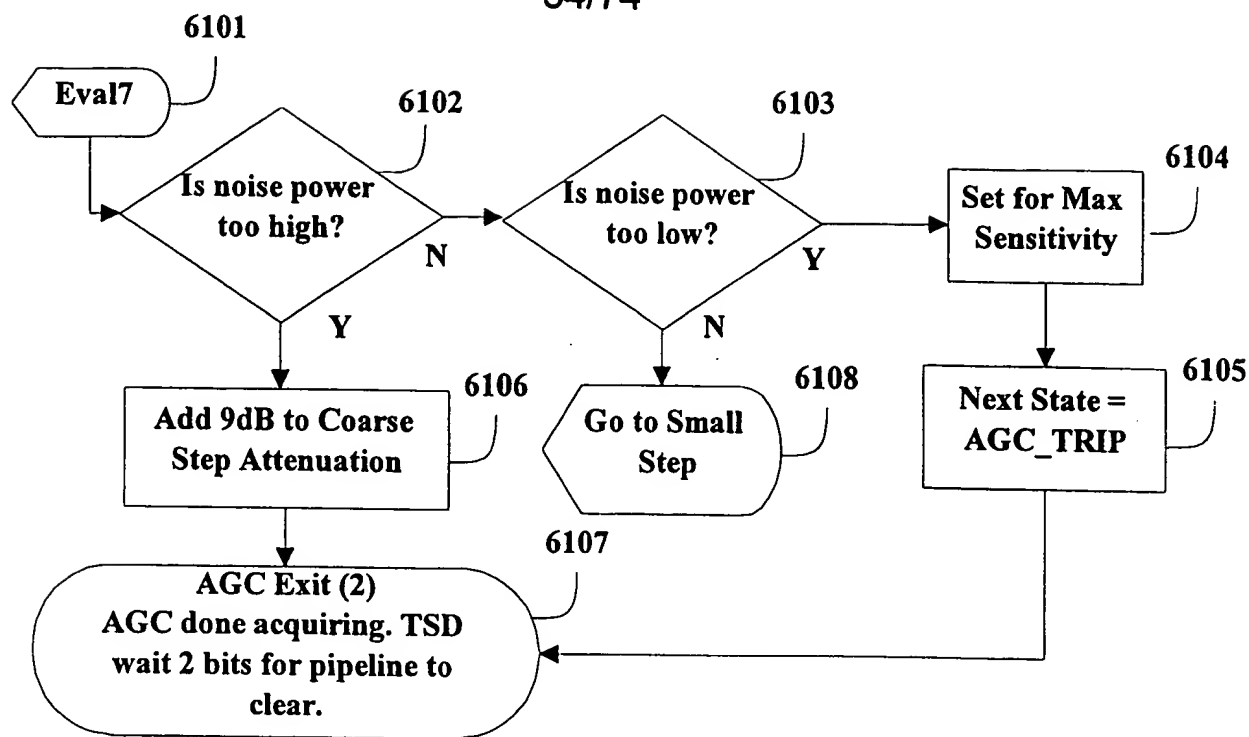 6101
Eval7
6102
Is noise power
too high?
N
Y
6103
Is noise power
too low?
Y
N
6104
Set for Max
Sensitivity
6105
Next State =
AGC_TRIP
6106
Add 9dB to Coarse
Step Attenuation
6108
Go to Small
Step
6107
AGC Exit (2)
AGC done acquiring. TSD
wait 2 bits for pipeline to
clear.